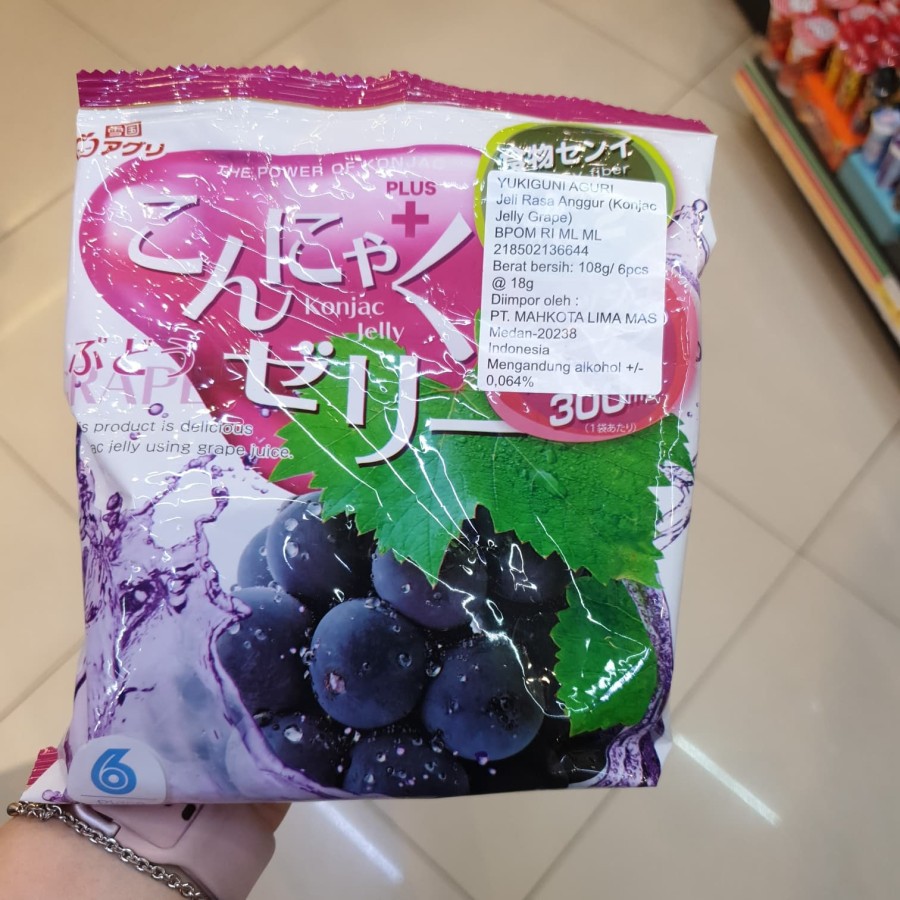 雪国
アグリ
THE POWER OF KONJAC
PLUS
+
こんにゃく
Konjac
Jelly
ゼリー
ぶどう
RAPE
s product is delicious
ac jelly using grape juice.
物センイ
fiber
YUKIGUNI AGURI
Jeli Rasa Anggur (Konjac
Jelly Grape)
BPOM RI ML ML
218502136644
Berat bersih: 108g/ 6pcs
@ 18g
Diimpor oleh :
PT. MAHKOTA LIMA MAS
Medan-20238
Indonesia
Mengandung alkohol +/-
0,064%
300
(1袋あたり)
6